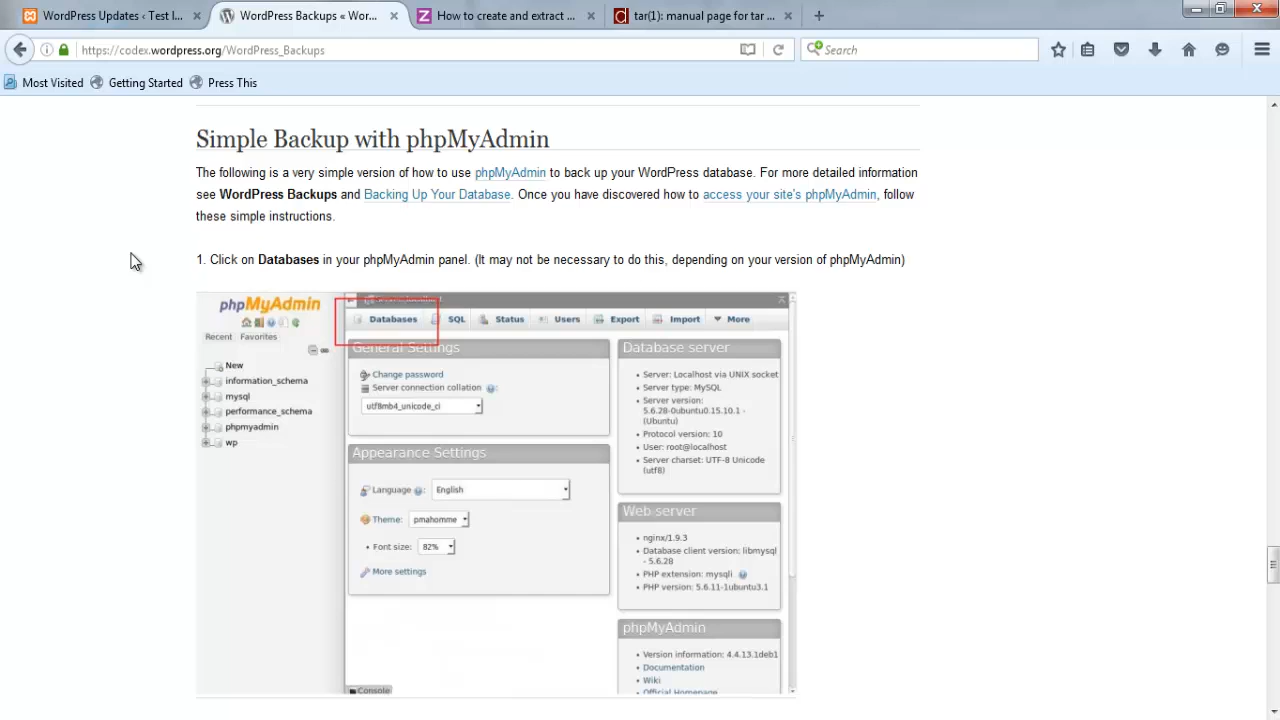 WordPress Updates ‹ Test I...
WordPress Backups « Wor...
How to create and extract ...
tar(1): manual page for tar ...
https://codex.wordpress.org/WordPress_Backups
Search
Most Visited
Getting Started
Press This
Simple Backup with phpMyAdmin
The following is a very simple version of how to use phpMyAdmin to back up your WordPress database. For more detailed information
see WordPress Backups and Backing Up Your Database. Once you have discovered how to access your site's phpMyAdmin, follow
these simple instructions.
1. Click on Databases in your phpMyAdmin panel. (It may not be necessary to do this, depending on your version of phpMyAdmin)
phpMyAdmin
Recent Favorites
New
information_schema
mysql
performance_schema
phpmyadmin
wp
Databases SQL Status Users Export Import More
General Settings
Change password
Server connection collation :
utf8mb4_unicode_ci
Appearance Settings
Language : English
Theme: pmahomme
• Font size: 82%
More settings
Console
Database server
• Server: Localhost via UNIX socket
• Server type: MySQL
• Server version:
5.6.28-0ubuntu0.15.10.1 -
(Ubuntu)
• Protocol version: 10
• User: root@localhost
• Server charset: UTF-8 Unicode
(utf8)
Web server
• nginx/1.9.3
• Database client version: libmysql
- 5.6.28
• PHP extension: mysqli
• PHP version: 5.6.11-1ubuntu3.1
phpMyAdmin
• Version information: 4.4.13.1deb1
• Documentation
• Wiki
• Official Homepage